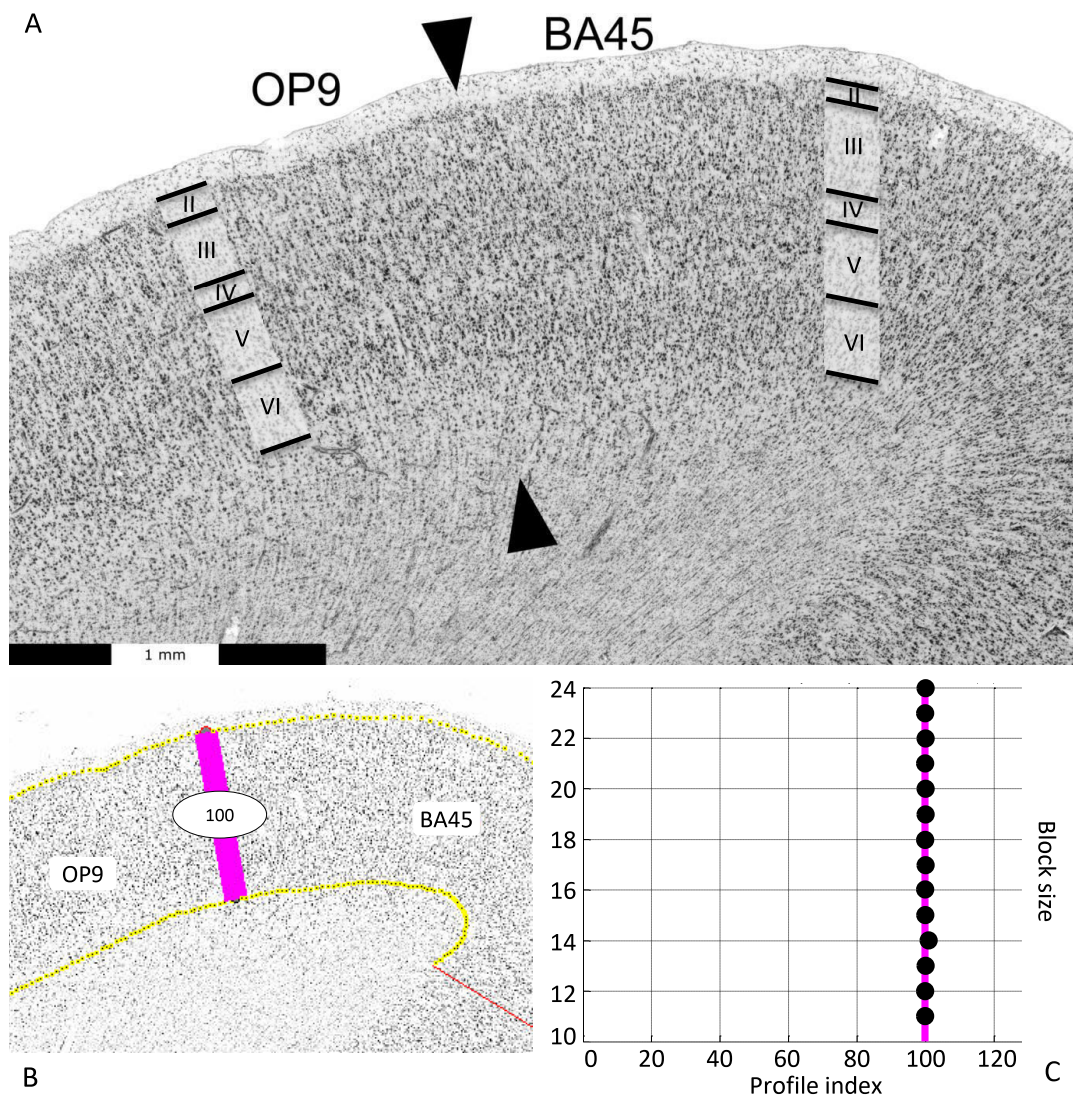 A
OP9
BA45
II
III
IV
V
VI
II
III
IV
V
VI
1 mm
100
OP9
BA45
B
24
22
20
18
16
14
12
10
0 20 40 60 80 100 120
Profile index
Block size
C